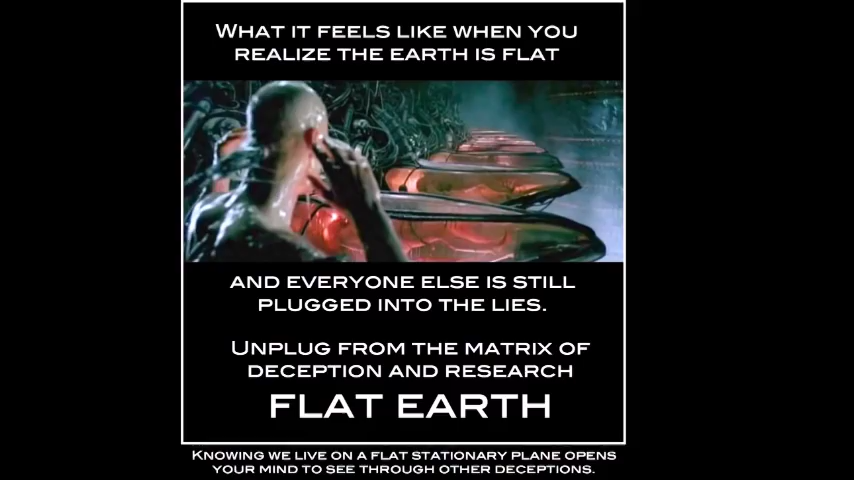 What it feels like when you
realize the earth is flat
and everyone else is still
plugged into the lies.
Unplug from the matrix of
deception and research
FLAT EARTH
Knowing we live on a flat stationary plane opens
your mind to see through other deceptions.